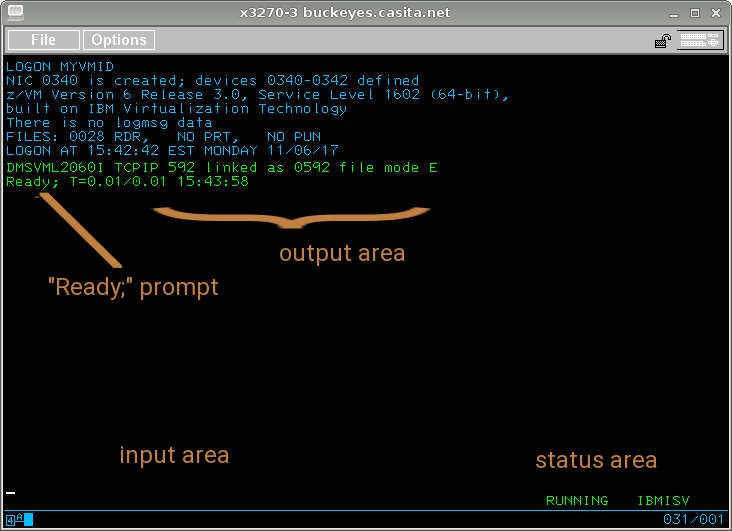 x3270-3 buckeyes.casita.net
File Options
LOGON MYVMID
NIC 0340 is created; devices 0340-0342 defined
z/VM Version 6 Release 3.0, Service Level 1602 (64-bit),
built on IBM Virtualization Technology
There is no logmsg data
FILES: 0028 RDR,   NO PRT,   NO PUN
LOGON AT 15:42:42 EST MONDAY 11/06/17
DMSVML2060I TCPIP 592 linked as 0592 file mode E
Ready; T=0.01/0.01 15:43:58
output area
"Ready;" prompt
input area
status area
RUNNING IBMISV
4 A 031/001